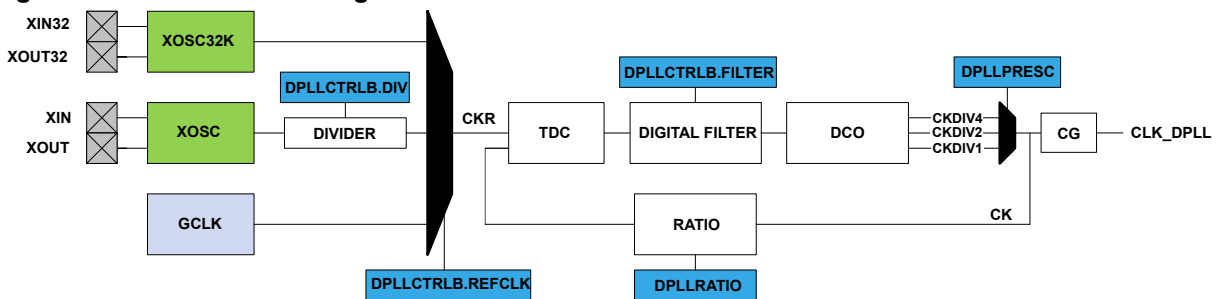 XIN32
XOUT32
XOSC32K
DPLLCTRLB.DIV
DPLLCTRLB.FILTER
DPLLPRESC
XIN
XOUT
XOSC
DIVIDER
CKR
TDC
DIGITAL FILTER
DCO
CKDIV4
CKDIV2
CKDIV1
CG
CLK_DPLL
GCLK
RATIO
CK
DPLLCTRLB.REFCLK
DPLLRATIO